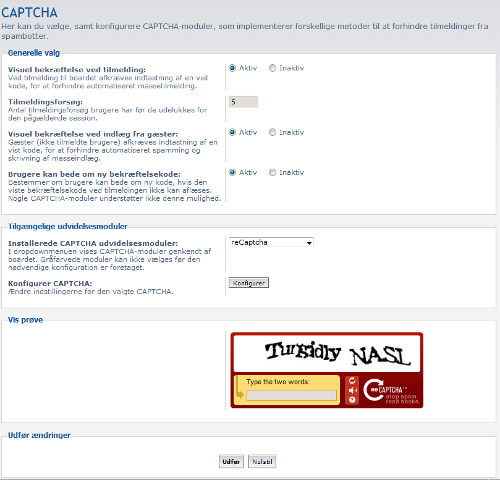 CAPTCHA
Her kan du vælge, samt konfigurere CAPTCHA-moduler, som implementerer forskellige metoder til at forhindre tilmeldinger fra
spambotter.
Generelle valg
Visuel bekræftelse ved tilmelding:
Ved tilmelding til boardet afkræves indtastning af en vist
kode, for at forhindre automatiseret massetilmelding.
Aktiv Inaktiv
Tilmeldingsforsøg:
Antal tilmeldingsforsøg brugere har før de udelukkes for
den pågældende session.
5
Visuel bekræftelse ved indlæg fra gæster:
Gæster (ikke tilmeldte brugere) afkræves indtastning af en
vist kode, for at forhindre automatiseret spamming og
skrivning af masseindlæg.
Aktiv Inaktiv
Brugere kan bede om ny bekræftelseskode:
Bestemmer om brugere kan bede om ny kode, hvis den
viste bekræftelseskode ved tilmeldingen ikke kan aflæses.
Nogle CAPTCHA-moduler understøtter ikke denne mulighed.
Aktiv Inaktiv
Tilgængelige udvidelsesmoduler
Installerede CAPTCHA udvidelsesmoduler:
I dropdownmenuen vises CAPTCHA-moduler genkendt af
boardet. Gråfarvede moduler kan ikke vælges før den
nødvendige konfiguration er foretaget.
reCaptcha
Konfigurer CAPTCHA:
Ændre indstillingerne for den valgte CAPTCHA.
Konfigurer
Vis prøve
Turgidly NASL
Type the two words:
reCAPTCHA™
stop spam.
read books.
Udfør ændringer
Udfør Nulstil